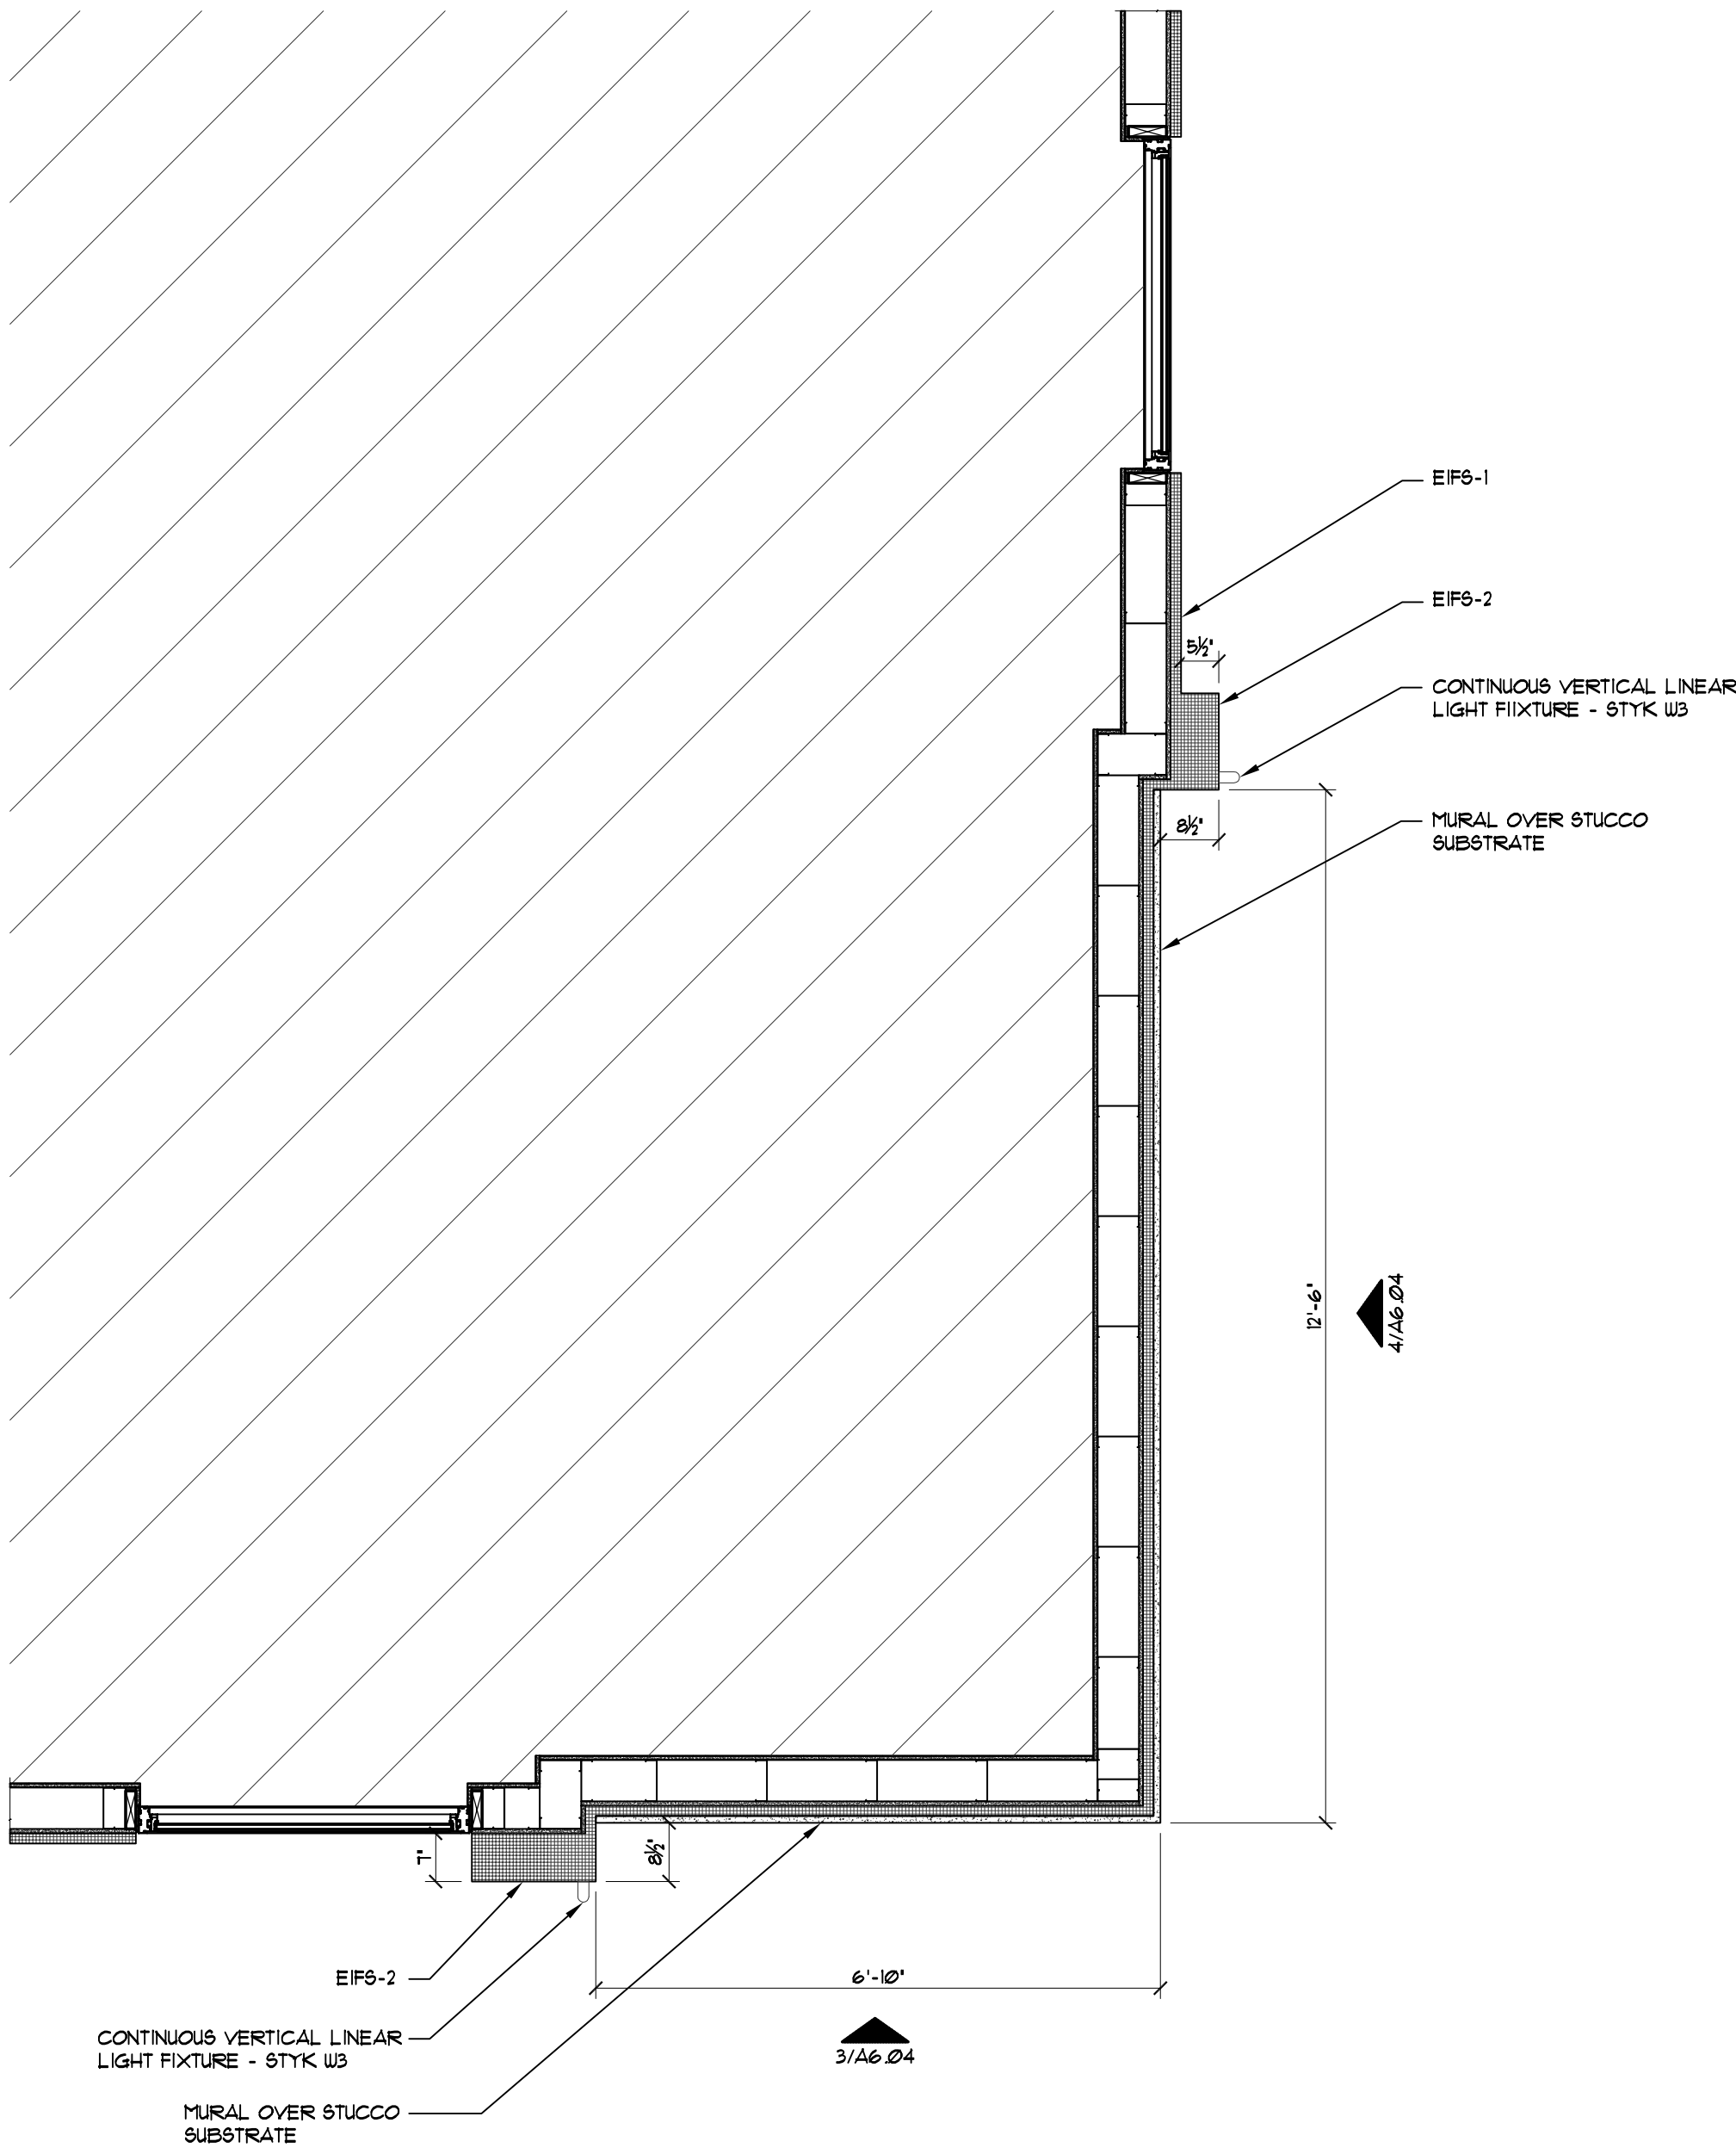 EIFS-1
EIFS-2
5½"
CONTINUOUS VERTICAL LINEAR
LIGHT FIIXTURE - STYK W3
8½"
MURAL OVER STUCCO
SUBSTRATE
12'-6"
4/A6.04
7"
8½"
EIFS-2
6'-10"
CONTINUOUS VERTICAL LINEAR
LIGHT FIXTURE - STYK W3
3/A6.04
MURAL OVER STUCCO
SUBSTRATE